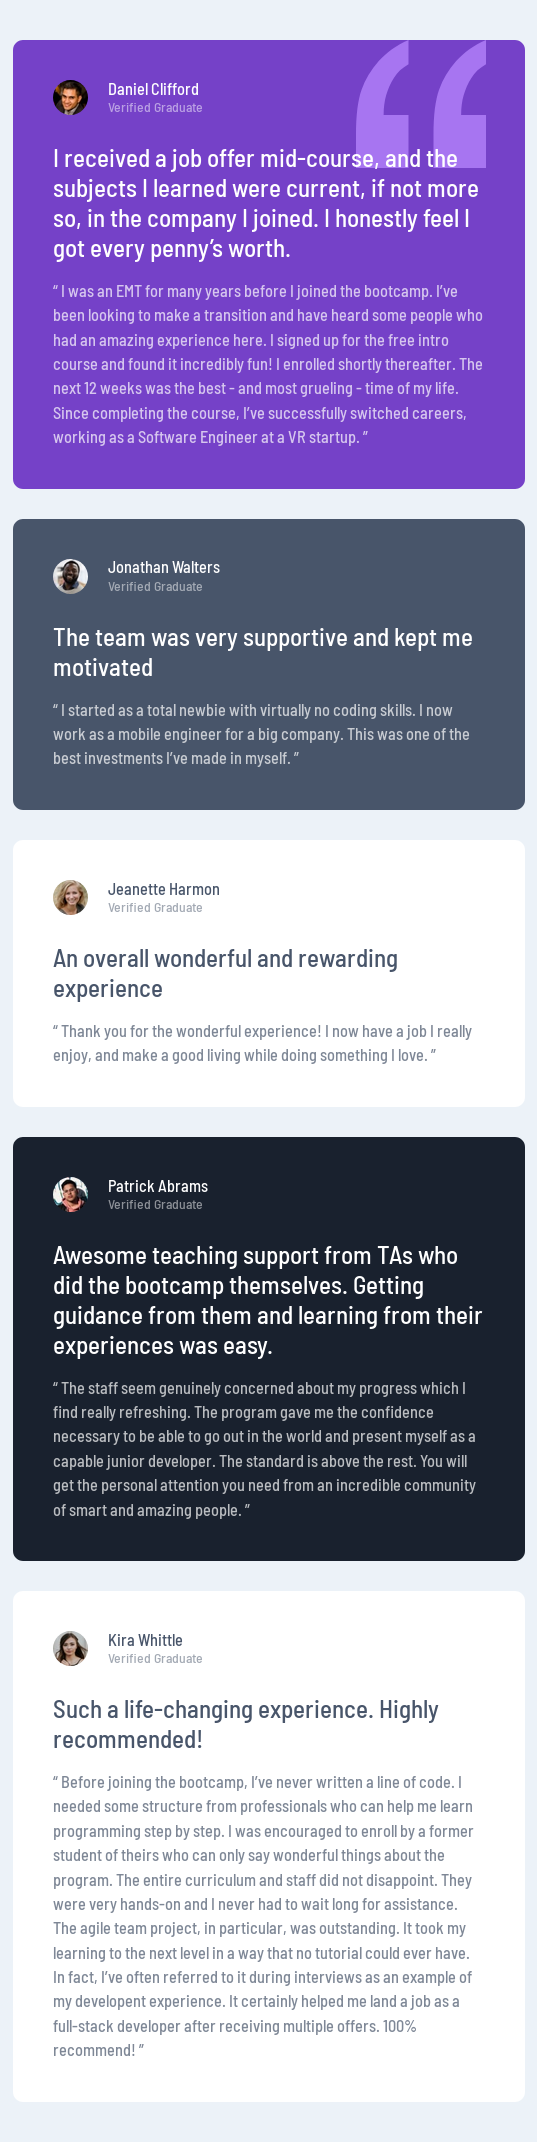 Daniel Clifford
Verified Graduate
I received a job offer mid-course, and the
subjects I learned were current, if not more
so, in the company I joined. I honestly feel I
got every penny’s worth.
“ I was an EMT for many years before I joined the bootcamp. I’ve
been looking to make a transition and have heard some people who
had an amazing experience here. I signed up for the free intro
course and found it incredibly fun! I enrolled shortly thereafter. The
next 12 weeks was the best - and most grueling - time of my life.
Since completing the course, I’ve successfully switched careers,
working as a Software Engineer at a VR startup. ”
Jonathan Walters
Verified Graduate
The team was very supportive and kept me
motivated
“ I started as a total newbie with virtually no coding skills. I now
work as a mobile engineer for a big company. This was one of the
best investments I’ve made in myself. ”
Jeanette Harmon
Verified Graduate
An overall wonderful and rewarding
experience
“ Thank you for the wonderful experience! I now have a job I really
enjoy, and make a good living while doing something I love. ”
Patrick Abrams
Verified Graduate
Awesome teaching support from TAs who
did the bootcamp themselves. Getting
guidance from them and learning from their
experiences was easy.
“ The staff seem genuinely concerned about my progress which I
find really refreshing. The program gave me the confidence
necessary to be able to go out in the world and present myself as a
capable junior developer. The standard is above the rest. You will
get the personal attention you need from an incredible community
of smart and amazing people. ”
Kira Whittle
Verified Graduate
Such a life-changing experience. Highly
recommended!
“ Before joining the bootcamp, I’ve never written a line of code. I
needed some structure from professionals who can help me learn
programming step by step. I was encouraged to enroll by a former
student of theirs who can only say wonderful things about the
program. The entire curriculum and staff did not disappoint. They
were very hands-on and I never had to wait long for assistance.
The agile team project, in particular, was outstanding. It took my
learning to the next level in a way that no tutorial could ever have.
In fact, I’ve often referred to it during interviews as an example of
my developent experience. It certainly helped me land a job as a
full-stack developer after receiving multiple offers. 100%
recommend! ”